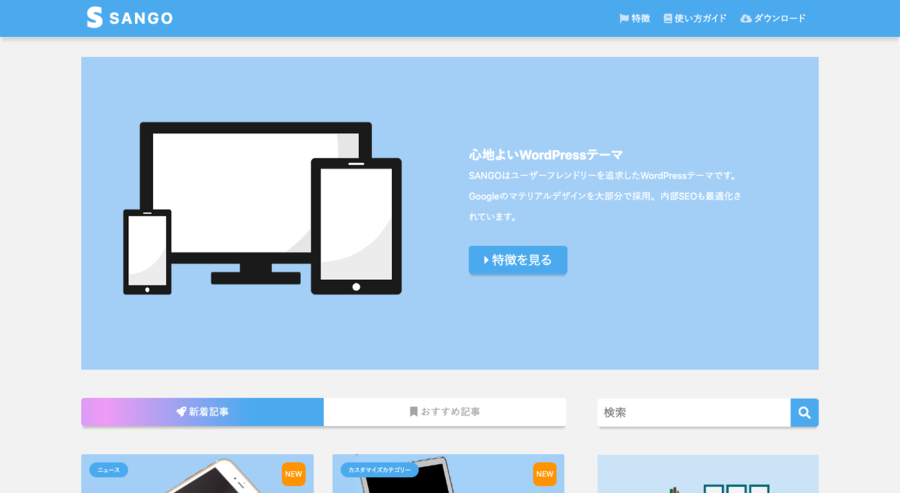 SANGO
特徴
使い方ガイド
ダウンロード
心地よいWordPressテーマ
SANGOはユーザーフレンドリーを追求したWordPressテーマです。
Googleのマテリアルデザインを大部分で採用。内部SEOも最適化さ
れています。
特徴を見る
新着記事
おすすめ記事
検索
ニュース
NEW
カスタマイズカテゴリー
NEW